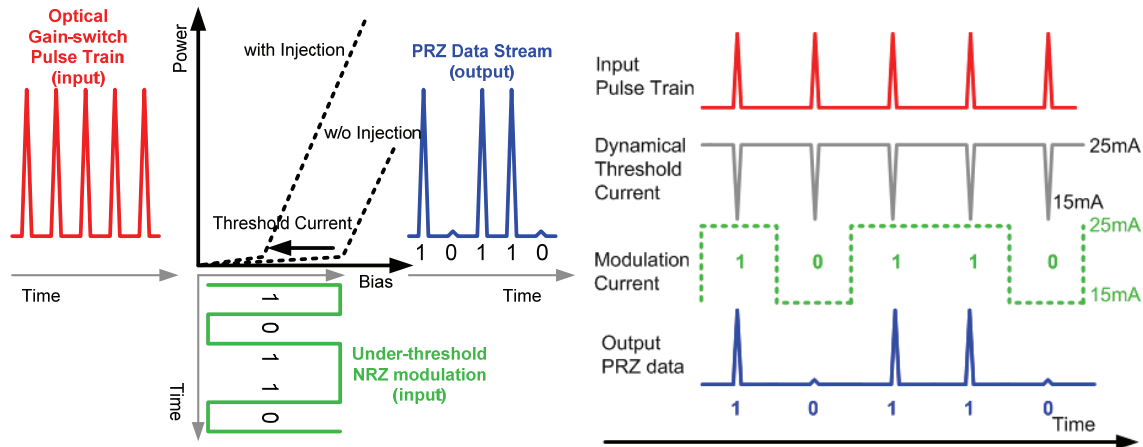 Optical
Gain-switch
Pulse Train
(input)
Power
with Injection
w/o Injection
Threshold Current
Bias
Time
PRZ Data Stream
(output)
1 0 1 1 0
Time
1 0 1 1 0
Time
Under-threshold
NRZ modulation
(input)
Input
Pulse Train
Dynamical
Threshold
Current
25mA
15mA
Modulation
Current
1 0 1 1 0
25mA
15mA
Output
PRZ data
1 0 1 1 0
Time